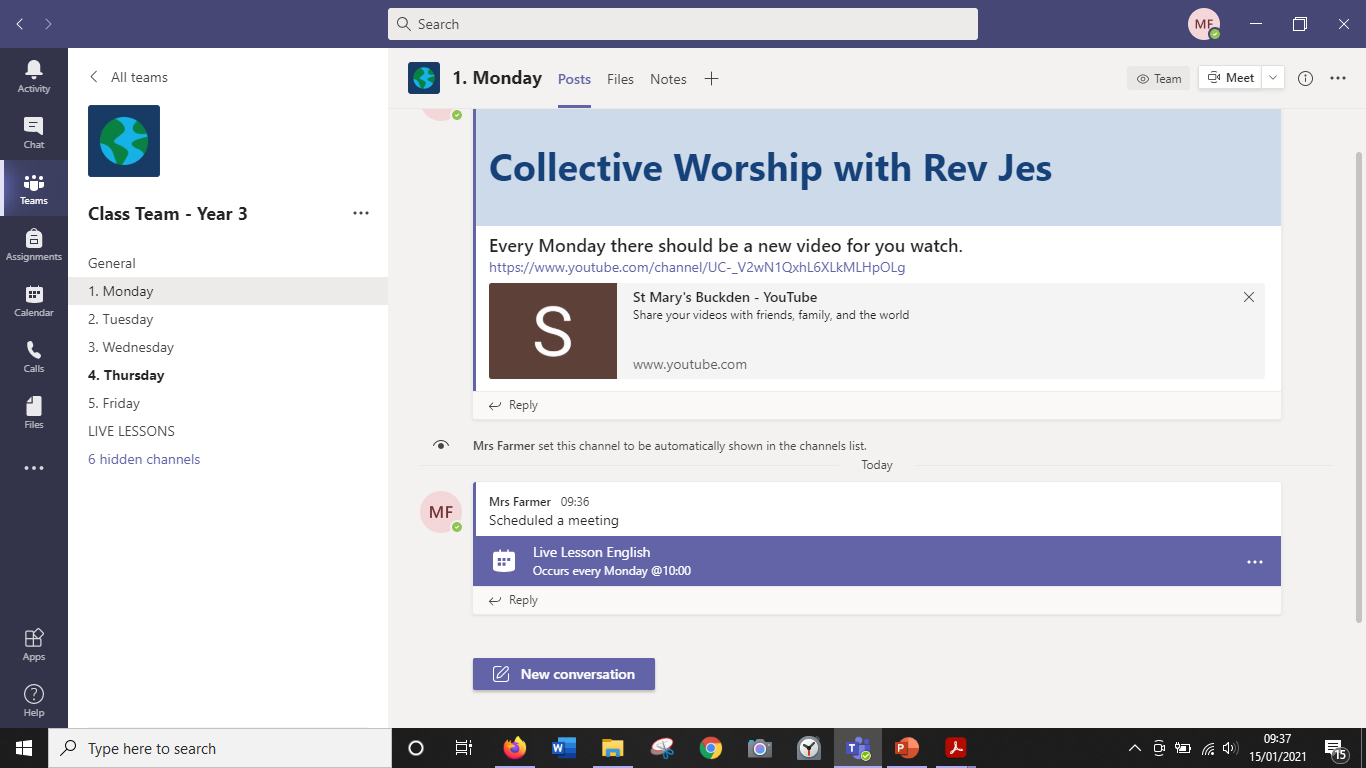 Search
MF
Activity
Chat
Teams
Assignments
Calendar
Calls
Files
Apps
Help
All teams
Class Team - Year 3
General
1. Monday
2. Tuesday
3. Wednesday
4. Thursday
5. Friday
LIVE LESSONS
6 hidden channels
1. Monday Posts Files Notes
Team Meet
Collective Worship with Rev Jes
Every Monday there should be a new video for you watch.
https://www.youtube.com/channel/UC-_V2wN1QxhL6XLkMLHpOLg
S
St Mary's Buckden - YouTube
Share your videos with friends, family, and the world
www.youtube.com
Reply
Mrs Farmer set this channel to be automatically shown in the channels list.
Today
MF
Mrs Farmer 09:36
Scheduled a meeting
Live Lesson English
Occurs every Monday @10:00
Reply
New conversation
Type here to search
09:37
15/01/2021
15